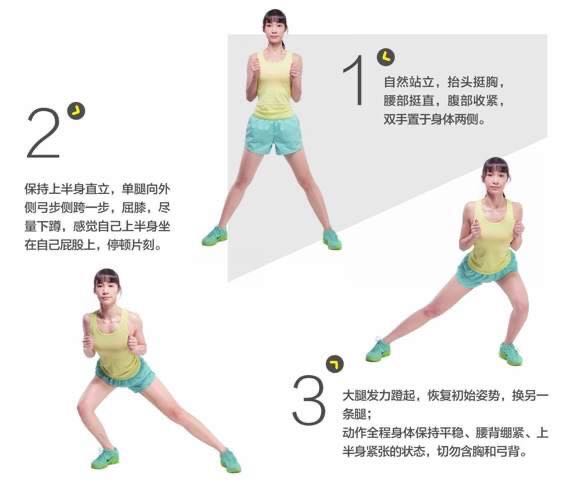 1
自然站立，抬头挺胸，
腰部挺直，腹部收紧，
双手置于身体两侧。
2
保持上半身直立，单腿向外
侧弓步侧跨一步，屈膝，尽
量下蹲，感觉自己上半身坐
在自己屁股上，停顿片刻。
3
大腿发力蹬起，恢复初始姿势，换另一
条腿；
动作全程身体保持平稳、腰背绷紧、上
半身紧张的状态，切勿含胸和弓背。